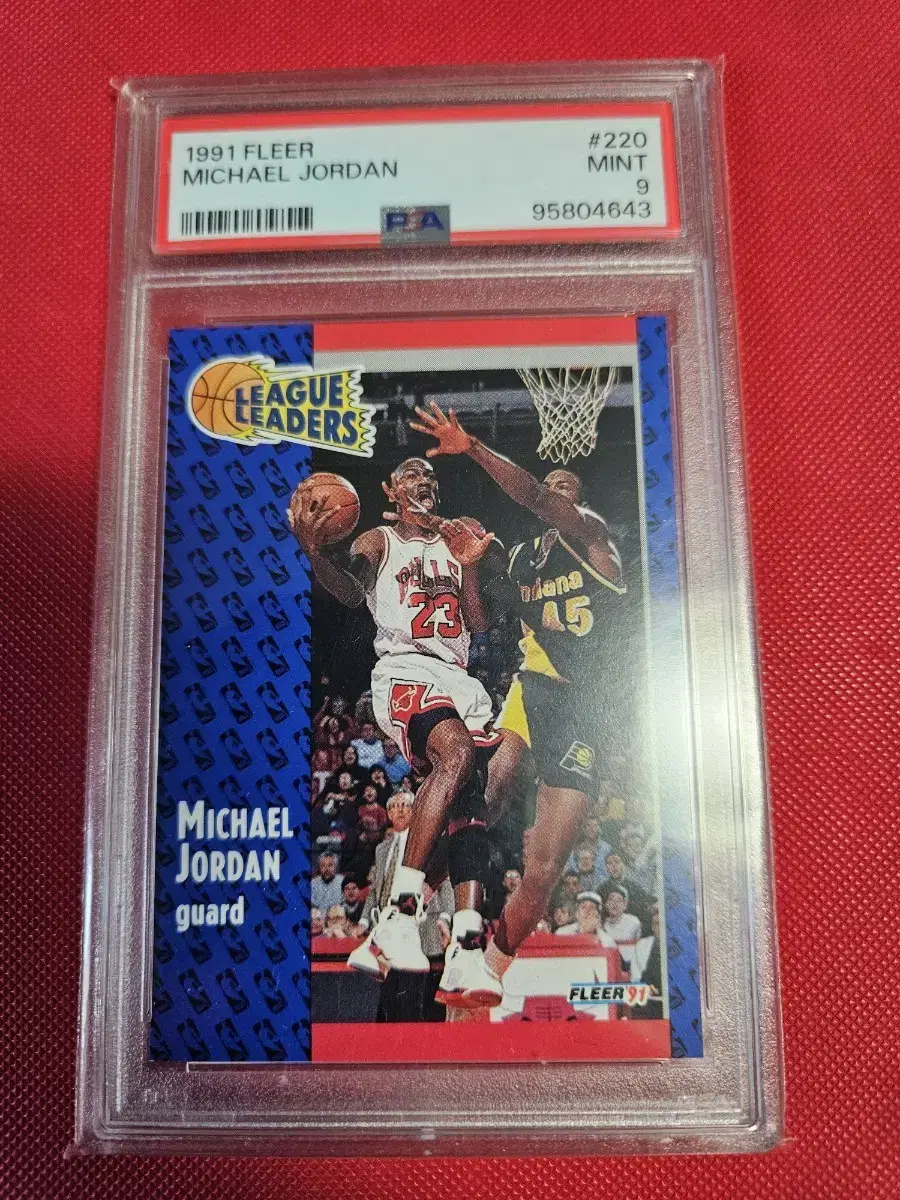 1991 FLEER #220
MICHAEL JORDAN MINT
9
PSA 95804643
LEAGUE
LEADERS
BULLS
23
ndiana
45
MICHAEL
JORDAN
guard
FLEER '91